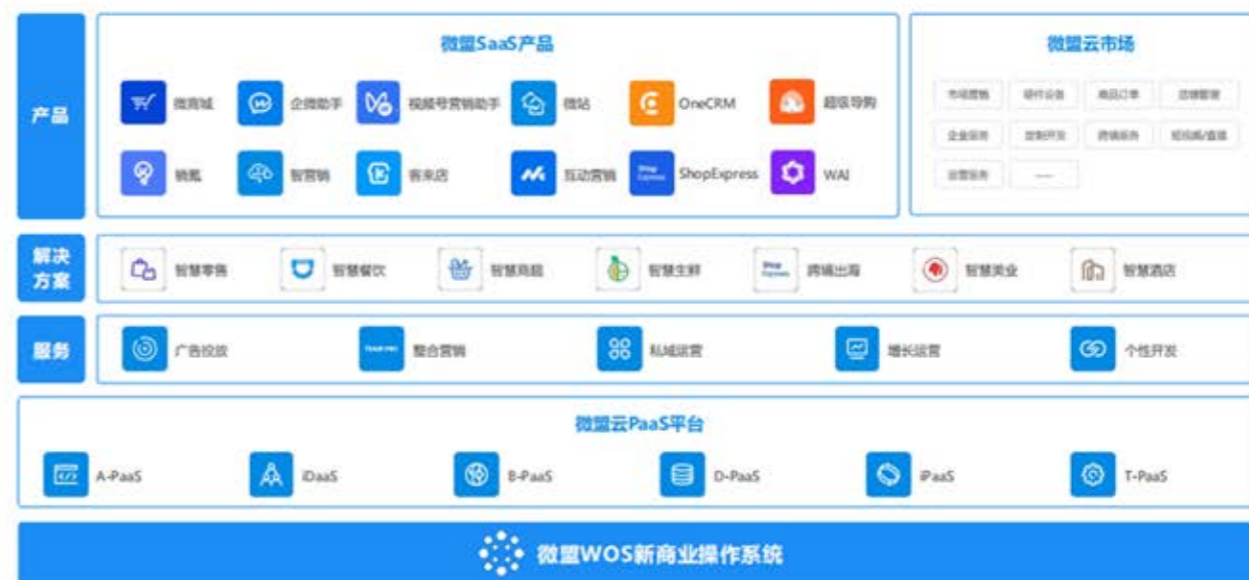 产品
微盟SaaS产品
微商城 企微助手 视频号营销助手 微站 OneCRM 超级导购
销氪 智营销 客来店 互动营销 ShopExpress WAI
微盟云市场
市场营销 硬件设备 商品订单 店铺管理
企业服务 定制开发 跨境服务 短视频/直播
运营服务 ......
解决
方案
智慧零售 智慧餐饮 智慧商超 智慧生鲜 跨境出海 智慧美业 智慧酒店
服务
广告投放 整合营销 私域运营 增长运营 个性开发
微盟云PaaS平台
A-PaaS iDaaS B-PaaS D-PaaS iPaaS T-PaaS
微盟WOS新商业操作系统